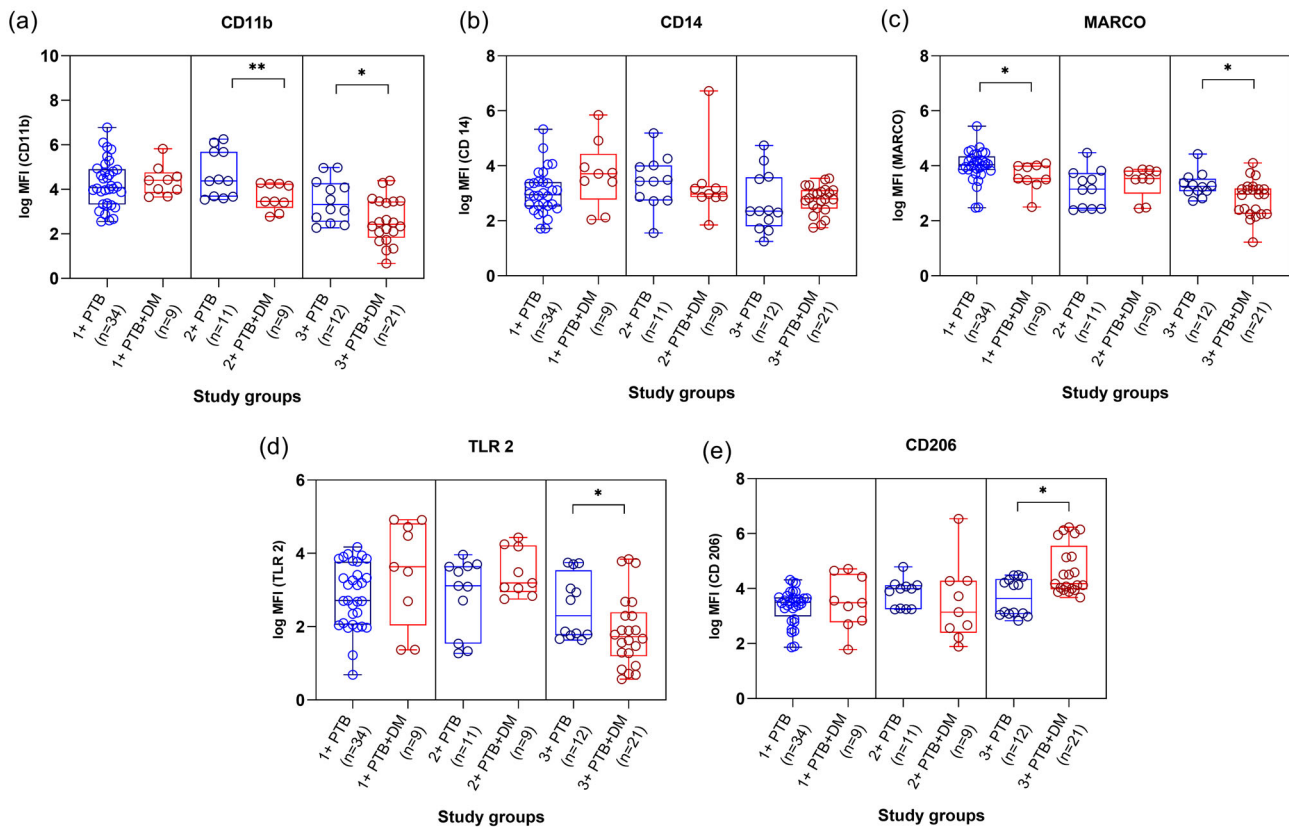 (a)
CD11b
log MFI (CD11b)
10
8
6
4
2
0
**
*
1+ PTB
(n=34)
1+ PTB+DM
(n=9)
2+ PTB
(n=11)
2+ PTB+DM
(n=9)
3+ PTB
(n=12)
3+ PTB+DM
(n=21)
Study groups
(b)
CD14
log MFI (CD 14)
8
6
4
2
0
1+ PTB
(n=34)
1+ PTB+DM
(n=9)
2+ PTB
(n=11)
2+ PTB+DM
(n=9)
3+ PTB
(n=12)
3+ PTB+DM
(n=21)
Study groups
(c)
MARCO
log MFI (MARCO)
8
6
4
2
0
*
*
1+ PTB
(n=34)
1+ PTB+DM
(n=9)
2+ PTB
(n=11)
2+ PTB+DM
(n=9)
3+ PTB
(n=12)
3+ PTB+DM
(n=21)
Study groups
(d)
TLR 2
log MFI (TLR 2)
6
4
2
0
*
1+ PTB
(n=34)
1+ PTB+DM
(n=9)
2+ PTB
(n=11)
2+ PTB+DM
(n=9)
3+ PTB
(n=12)
3+ PTB+DM
(n=21)
Study groups
(e)
CD206
log MFI (CD 206)
8
6
4
2
0
*
1+ PTB
(n=34)
1+ PTB+DM
(n=9)
2+ PTB
(n=11)
2+ PTB+DM
(n=9)
3+ PTB
(n=12)
3+ PTB+DM
(n=21)
Study groups